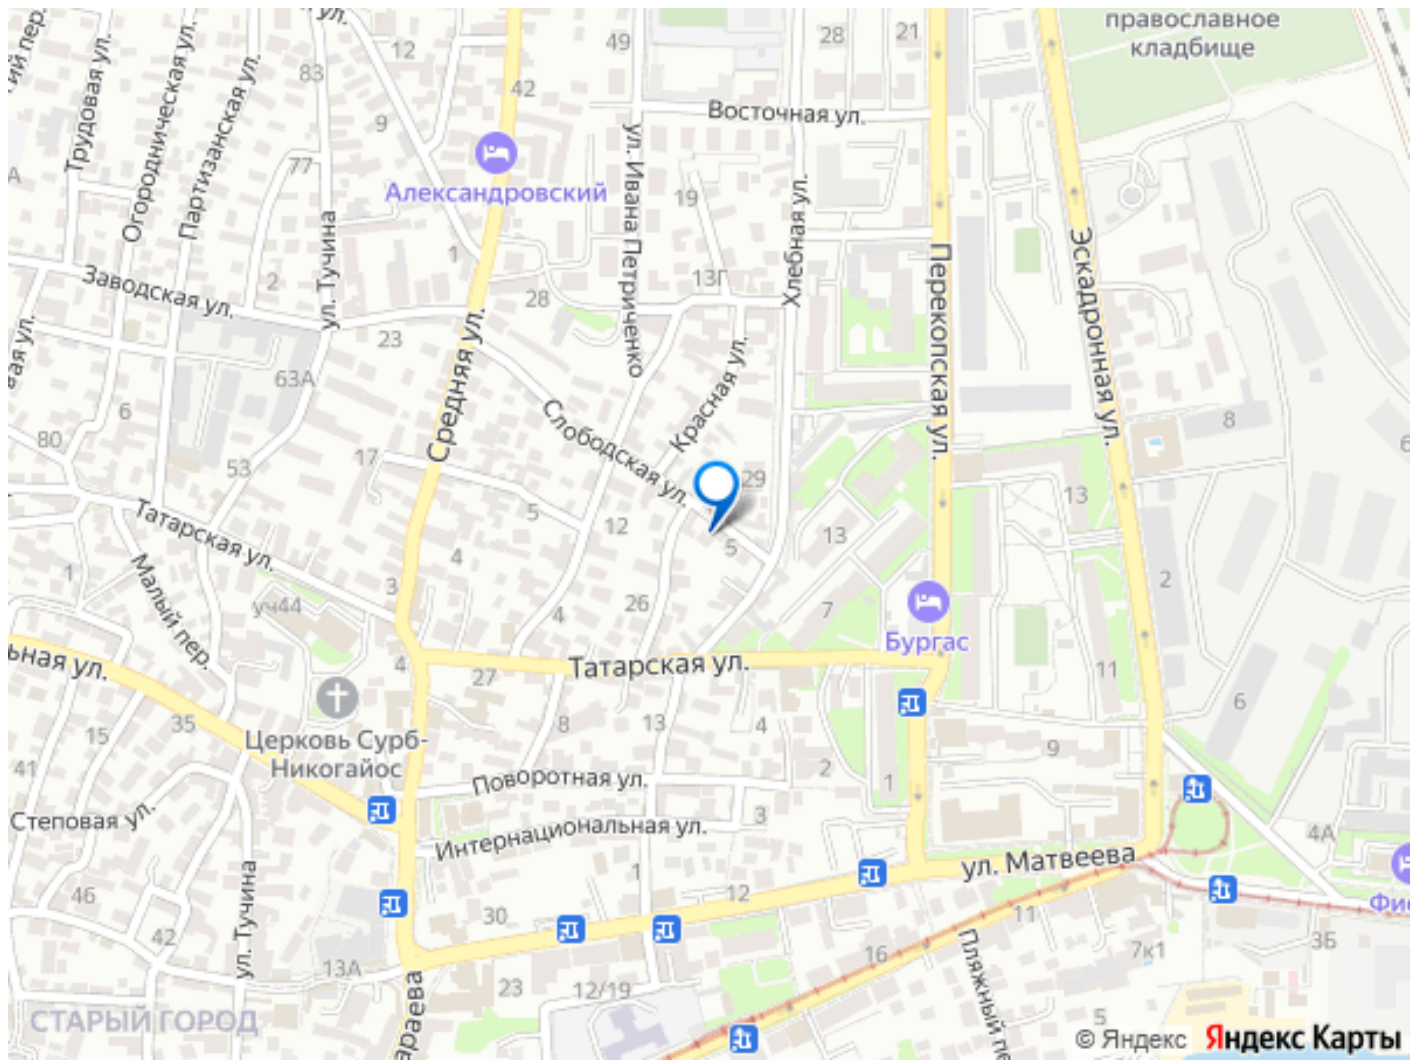 православное
кладбище
12
49
28
21
83
42
9
Трудовая ул.
Огородническая ул.
Партизанская ул.
Восточная ул.
ул. Ивана Петриченко
77
Александровский
19
Хлебная ул.
ул. Тучина
1
2
Заводская ул.
28
13Г
Перекопская ул.
Эскадронная ул.
23
Средняя ул.
63А
Красная ул.
6
Слободская ул.
8
80
17
53
29
13
5
12
13
5
Татарская ул.
4
2
1
Малый пер.
3
уч44
26
4
7
Бургас
ьная ул.
4
27
Татарская ул.
11
6
35
15
8
13
4
9
Церковь Сурб-
Никогайос
41
Поворотная ул.
2
1
Степовая ул.
Интернациональная ул.
3
4А
ул. Матвеева
46
ул. Тучина
1
12
30
11
42
16
7к1
3Б
13А
23
12/19
Пляжный пе
5
СТАРЫЙ ГОРОД
араева
© Яндекс Яндекс Карты